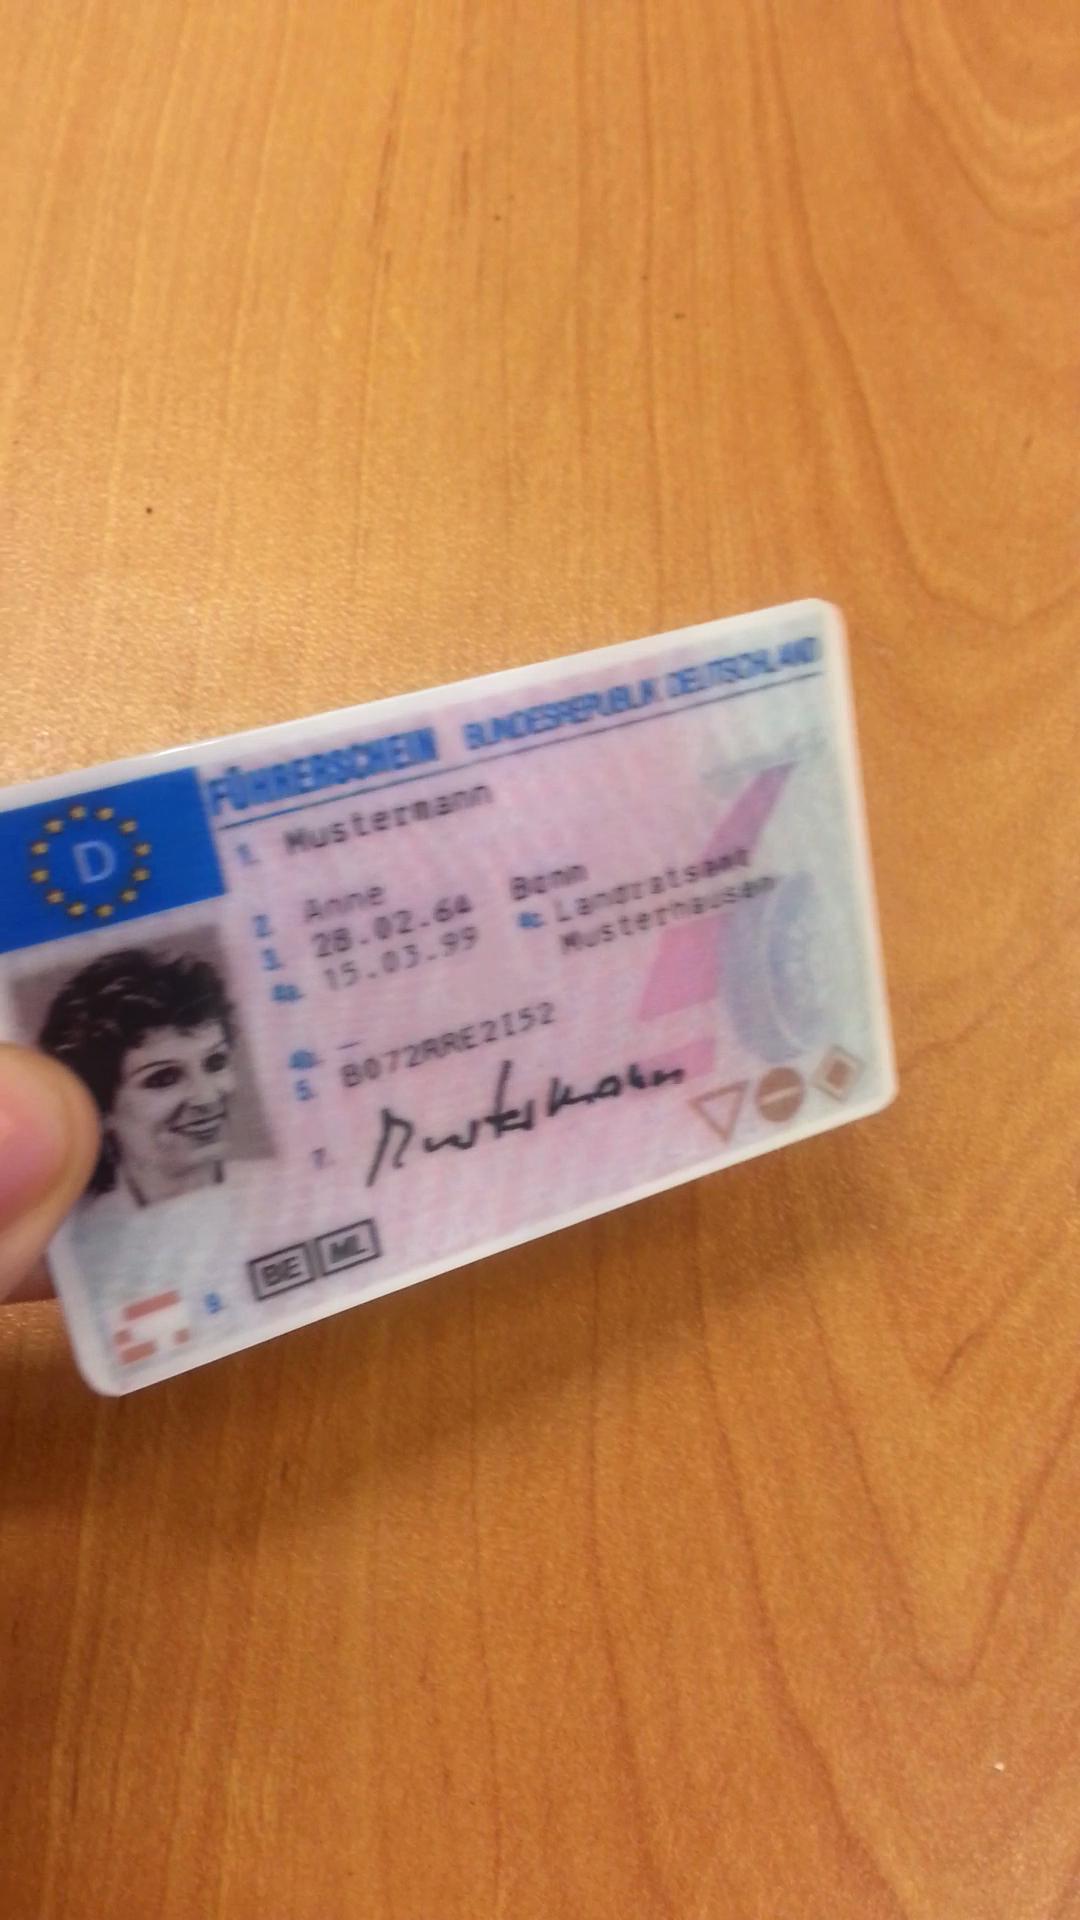 FÜHRERSCHEIN BUNDESREPUBLIK DEUTSCHLAND
D
1. Mustermann
2. Anne
3. 28.02.64 Bonn
4a. 15.03.99 4c. Landratsamt
Musterhausen
4b. –
5. B072RRE2I52
7. Mustermann
9. BE ML